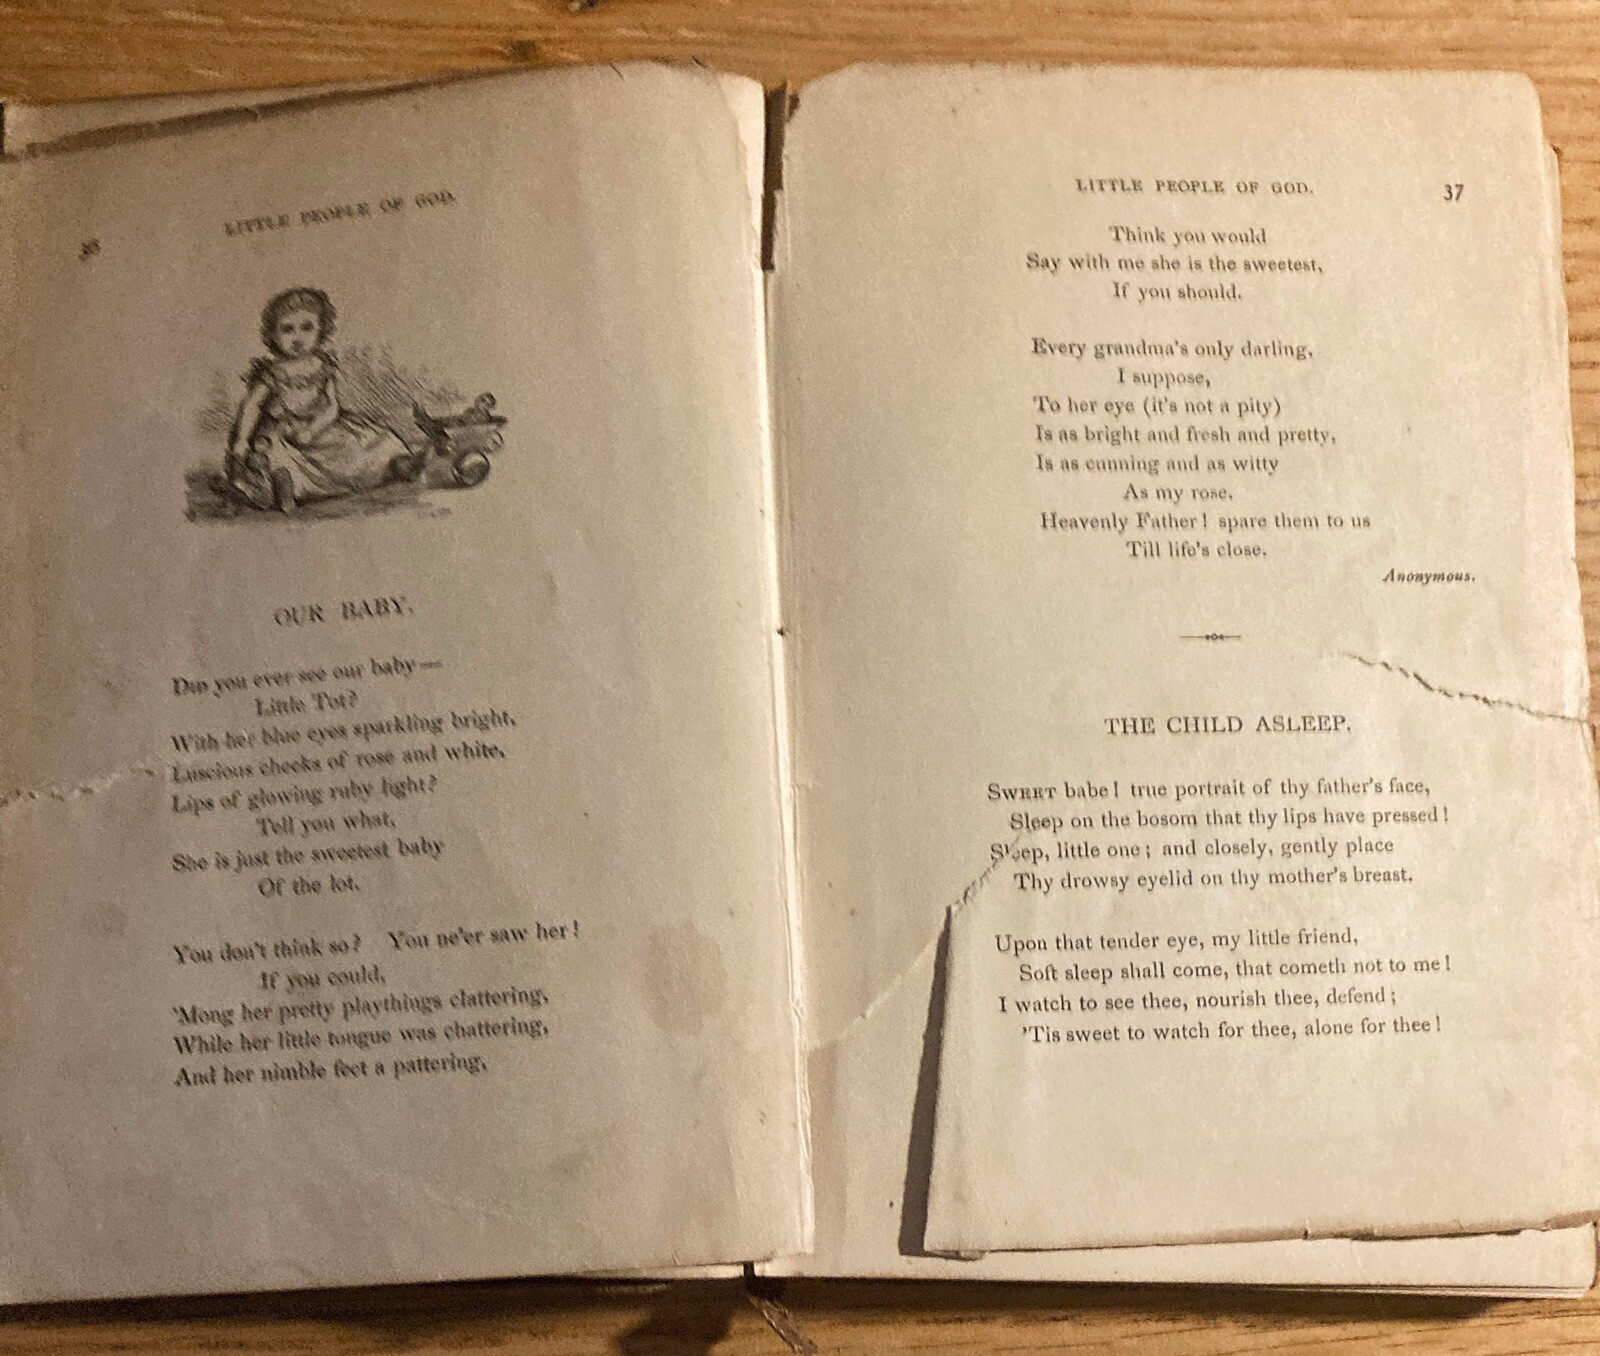 36
LITTLE PEOPLE OF GOD.
OUR BABY.
DID you ever see our baby—
Little Tot?
With her blue eyes sparkling bright,
Luscious cheeks of rose and white,
Lips of glowing ruby light?
Tell you what,
She is just the sweetest baby
Of the lot.
You don't think so? You ne'er saw her!
If you could,
'Mong her pretty playthings clattering,
While her little tongue was chattering,
And her nimble feet a pattering,
LITTLE PEOPLE OF GOD.
37
Think you would
Say with me she is the sweetest,
If you should.
Every grandma's only darling,
I suppose,
To her eye (it's not a pity)
Is as bright and fresh and pretty,
Is as cunning and as witty
As my rose.
Heavenly Father! spare them to us
Till life's close.
Anonymous.
THE CHILD ASLEEP.
SWEET babe! true portrait of thy father's face,
Sleep on the bosom that thy lips have pressed!
Sleep, little one; and closely, gently place
Thy drowsy eyelid on thy mother's breast.
Upon that tender eye, my little friend,
Soft sleep shall come, that cometh not to me!
I watch to see thee, nourish thee, defend;
'Tis sweet to watch for thee, alone for thee!